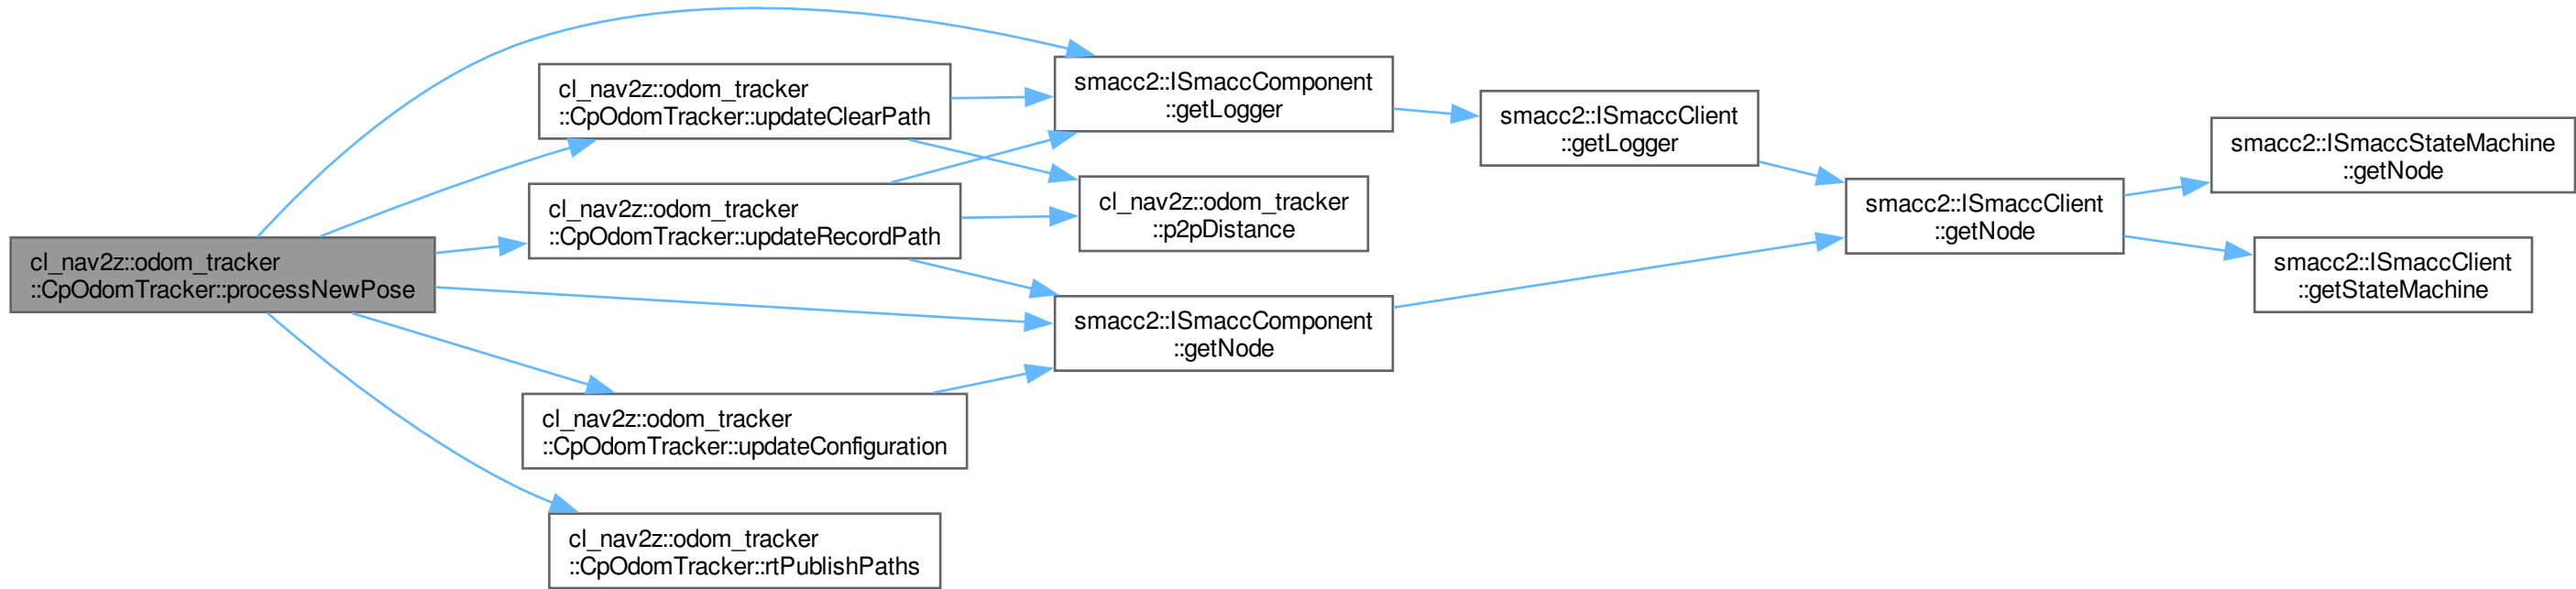 cl_nav2z::odom_tracker
::CpOdomTracker::processNewPose
cl_nav2z::odom_tracker
::CpOdomTracker::updateClearPath
cl_nav2z::odom_tracker
::CpOdomTracker::updateRecordPath
cl_nav2z::odom_tracker
::CpOdomTracker::updateConfiguration
cl_nav2z::odom_tracker
::CpOdomTracker::rtPublishPaths
smacc2::ISmaccComponent
::getLogger
cl_nav2z::odom_tracker
::p2pDistance
smacc2::ISmaccComponent
::getNode
smacc2::ISmaccClient
::getLogger
smacc2::ISmaccClient
::getNode
smacc2::ISmaccStateMachine
::getNode
smacc2::ISmaccClient
::getStateMachine